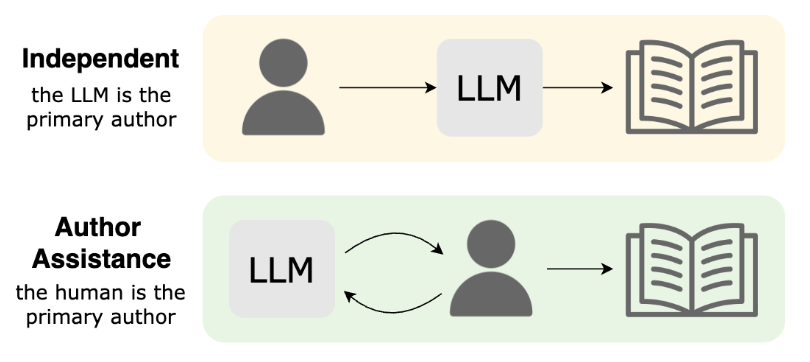 Independent
the LLM is the
primary author
LLM
Author
Assistance
the human is the
primary author
LLM